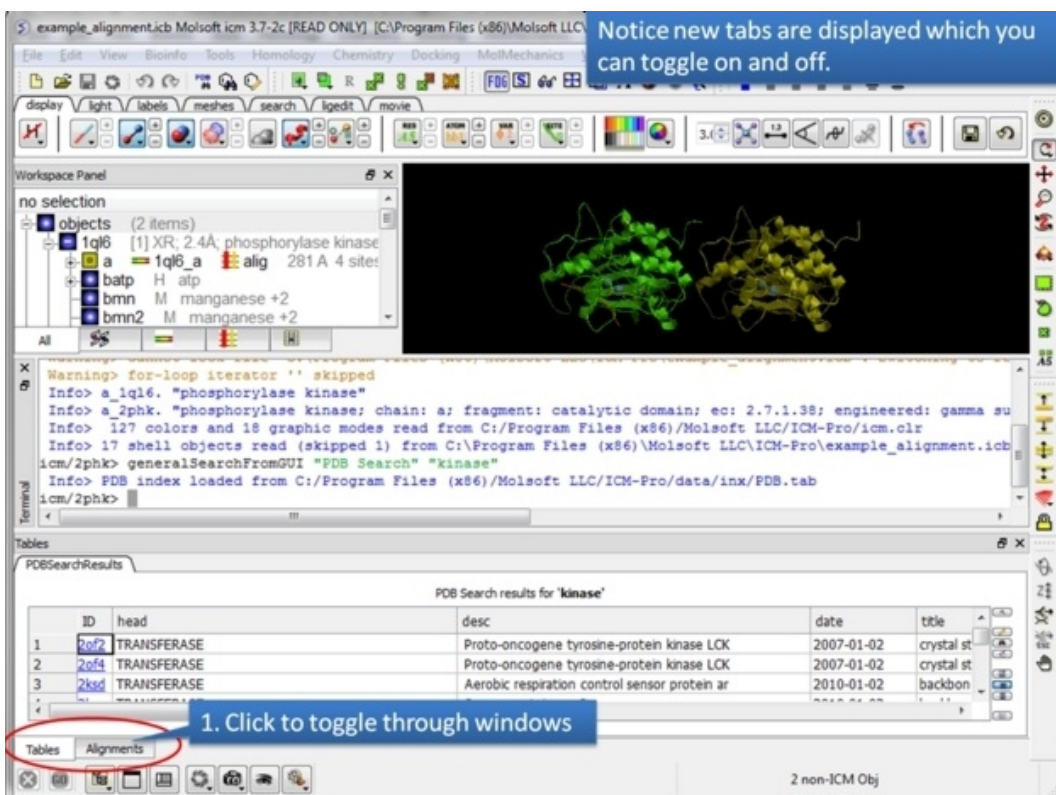 example_alignment.icb Molsoft icm 3.7-2c [READ ONLY] [C:\Program Files (x86)\Molsoft LLC\
Notice new tabs are displayed which you
can toggle on and off.
File Edit View Bioinfo Tools Homology Chemistry Docking MolMechanics
display light labels meshes search ligedit movie
Workspace Panel
no selection
objects (2 items)
1ql6 [1] XR; 2.4Å; phosphorylase kinase
a 1ql6_a alig 281 A 4 sites
batp H atp
bmn M manganese +2
bmn2 M manganese +2
All
Warning> for-loop iterator '' skipped
Info> a_1ql6. "phosphorylase kinase"
Info> a_2phk. "phosphorylase kinase; chain: a; fragment: catalytic domain; ec: 2.7.1.38; engineered: gamma su
Info> 127 colors and 18 graphic modes read from C:/Program Files (x86)/Molsoft LLC/ICM-Pro/icm.clr
Info> 17 shell objects read (skipped 1) from C:\Program Files (x86)\Molsoft LLC\ICM-Pro\example_alignment.icb
icm/2phk> generalSearchFromGUI "PDB Search" "kinase"
Info> PDB index loaded from C:/Program Files (x86)/Molsoft LLC/ICM-Pro/data/inx/PDB.tab
icm/2phk>
Terminal
Tables
PDBSearchResults
PDB Search results for 'kinase'
ID head desc date title
1 2of2 TRANSFERASE Proto-oncogene tyrosine-protein kinase LCK 2007-01-02 crystal st
2 2of4 TRANSFERASE Proto-oncogene tyrosine-protein kinase LCK 2007-01-02 crystal st
3 2ksd TRANSFERASE Aerobic respiration control sensor protein ar 2010-01-02 backbon
1. Click to toggle through windows
Tables Alignments
2 non-ICM Obj